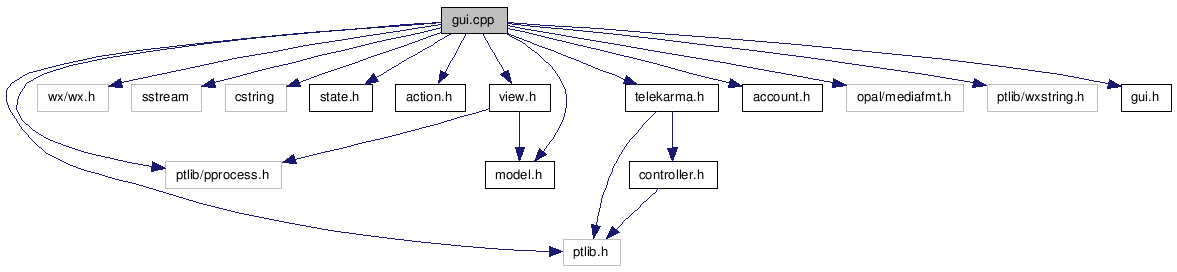 gui.cpp
wx/wx.h
sstream
cstring
state.h
action.h
view.h
telekarma.h
account.h
opal/mediafmt.h
ptlib/wxstring.h
gui.h
ptlib/pprocess.h
model.h
controller.h
ptlib.h